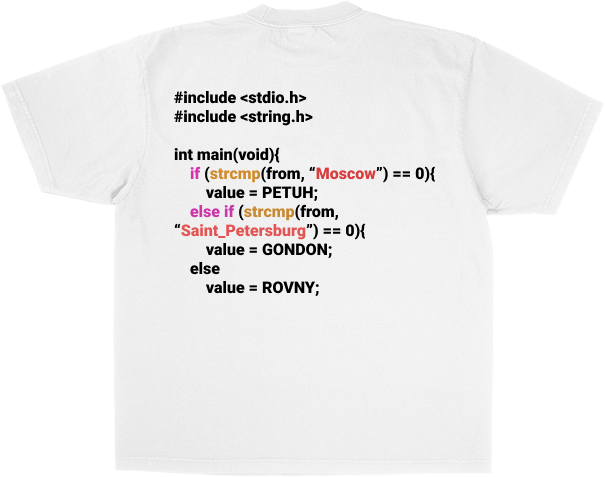 #include <stdio.h>
#include <string.h>
int main(void){
if (strcmp(from, “Moscow”) == 0){
value = PETUH;
else if (strcmp(from,
“Saint_Petersburg”) == 0){
value = GONDON;
else
value = ROVNY;